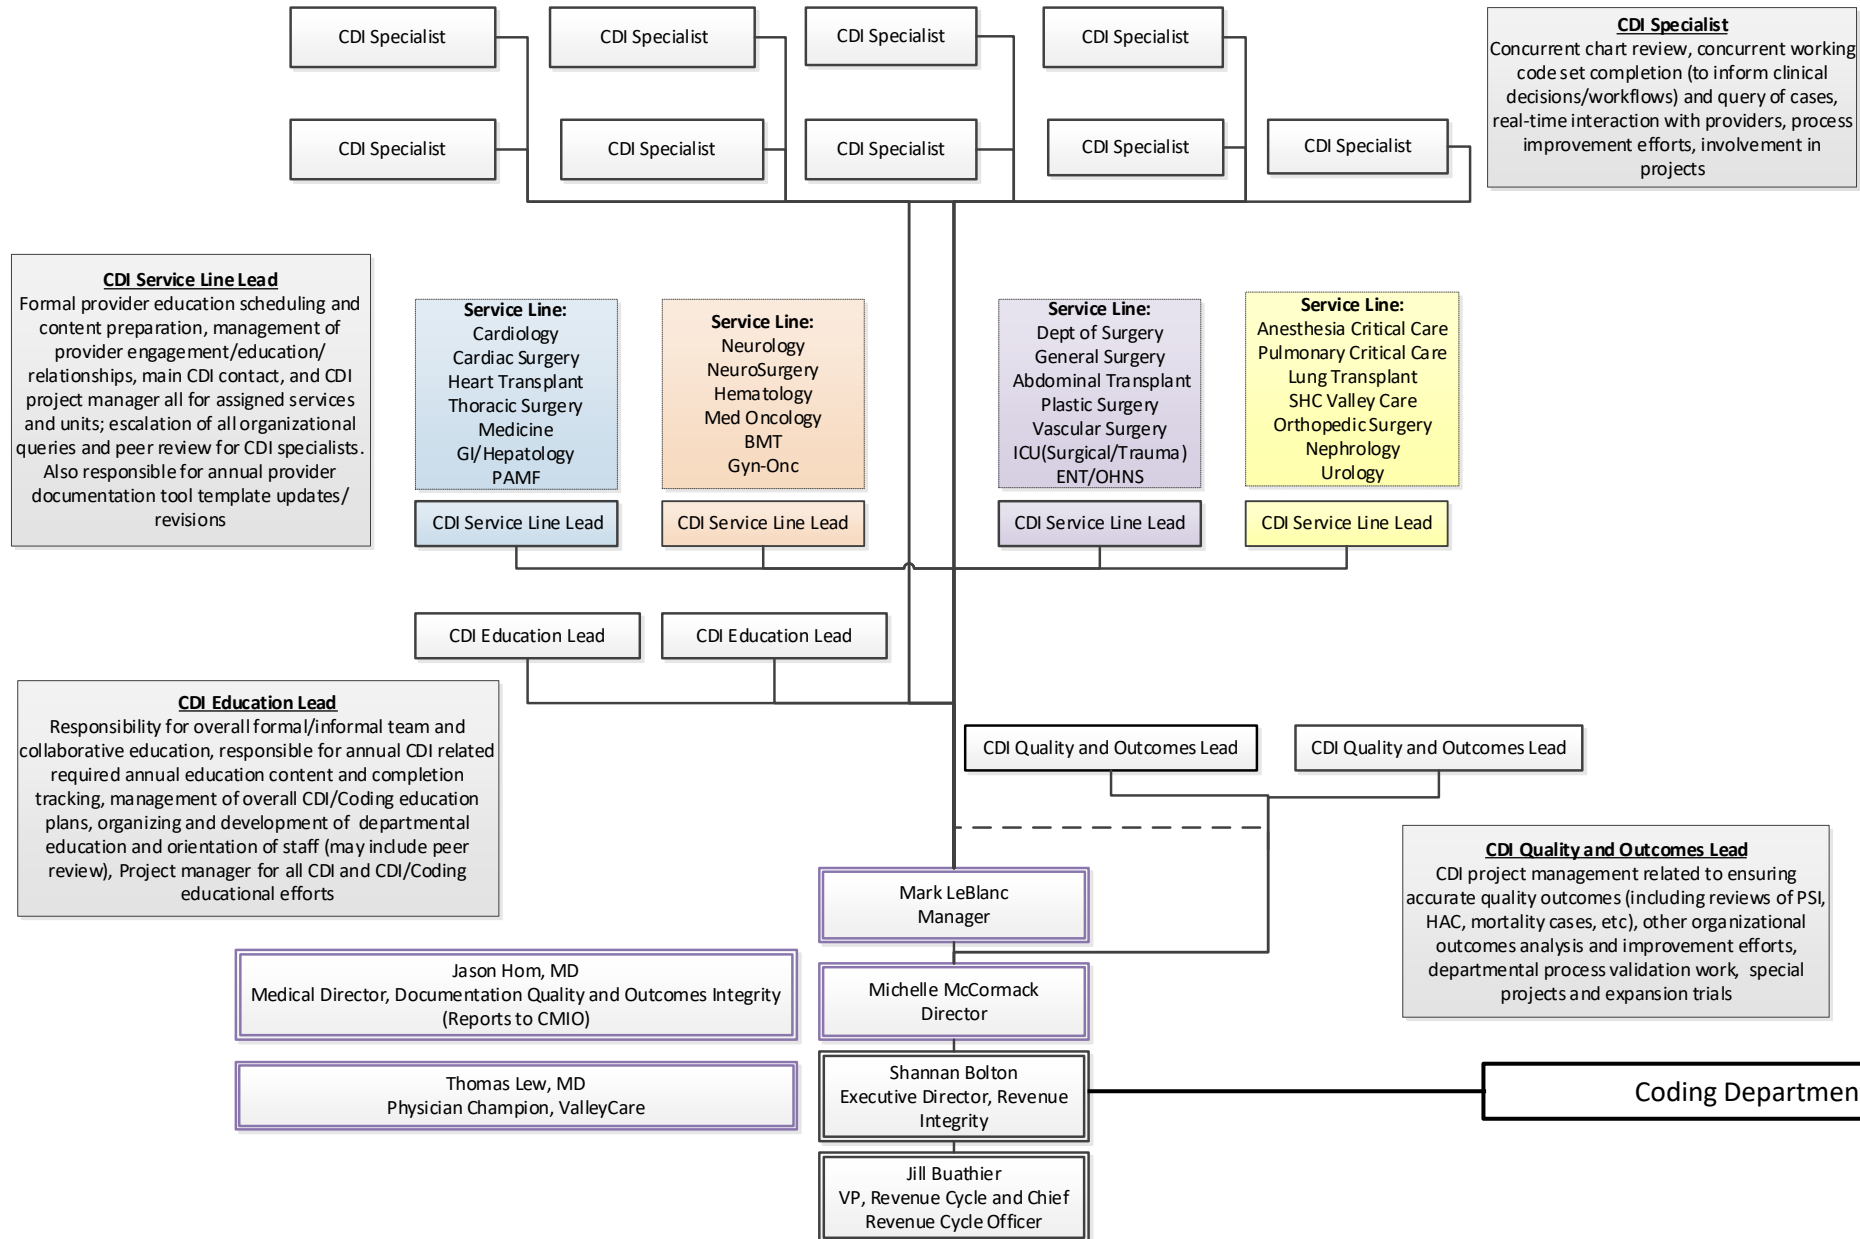 CDI Specialist
CDI Specialist
CDI Specialist
CDI Specialist
CDI Specialist
Concurrent chart review, concurrent working
code set completion (to inform clinical
decisions/workflows) and query of cases,
real-time interaction with providers, process
improvement efforts, involvement in
projects
CDI Specialist
CDI Specialist
CDI Specialist
CDI Specialist
CDI Specialist
CDI Service Line Lead
Formal provider education scheduling and
content preparation, management of
provider engagement/education/
relationships, main CDI contact, and CDI
project manager all for assigned services
and units; escalation of all organizational
queries and peer review for CDI specialists.
Also responsible for annual provider
documentation tool template updates/
revisions
Service Line:
Cardiology
Cardiac Surgery
Heart Transplant
Thoracic Surgery
Medicine
GI/Hepatology
PAMF
CDI Service Line Lead
Service Line:
Neurology
NeuroSurgery
Hematology
Med Oncology
BMT
Gyn-Onc
CDI Service Line Lead
Service Line:
Dept of Surgery
General Surgery
Abdominal Transplant
Plastic Surgery
Vascular Surgery
ICU(Surgical/Trauma)
ENT/OHNS
CDI Service Line Lead
Service Line:
Anesthesia Critical Care
Pulmonary Critical Care
Lung Transplant
SHC Valley Care
Orthopedic Surgery
Nephrology
Urology
CDI Service Line Lead
CDI Education Lead
CDI Education Lead
CDI Education Lead
Responsibility for overall formal/informal team and
collaborative education, responsible for annual CDI related
required annual education content and completion
tracking, management of overall CDI/Coding education
plans, organizing and development of departmental
education and orientation of staff (may include peer
review), Project manager for all CDI and CDI/Coding
educational efforts
CDI Quality and Outcomes Lead
CDI Quality and Outcomes Lead
CDI Quality and Outcomes Lead
CDI project management related to ensuring
accurate quality outcomes (including reviews of PSI,
HAC, mortality cases, etc), other organizational
outcomes analysis and improvement efforts,
departmental process validation work, special
projects and expansion trials
Mark LeBlanc
Manager
Jason Hom, MD
Medical Director, Documentation Quality and Outcomes Integrity
(Reports to CMIO)
Michelle McCormack
Director
Thomas Lew, MD
Physician Champion, ValleyCare
Shannan Bolton
Executive Director, Revenue
Integrity
Coding Departmen
Jill Buathier
VP, Revenue Cycle and Chief
Revenue Cycle Officer